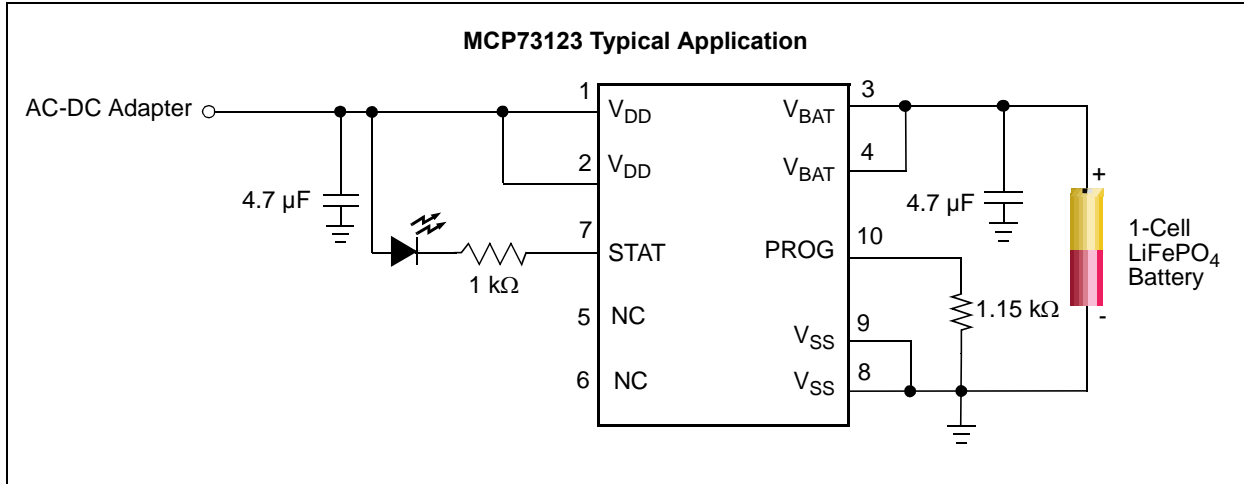 MCP73123 Typical Application
AC-DC Adapter
1
VDD
2
VDD
4.7 µF
7
STAT
1 kΩ
5
NC
6
NC
3
VBAT
4
VBAT
4.7 µF
10
PROG
1.15 kΩ
9
VSS
8
VSS
+
1-Cell
LiFePO4
Battery
-